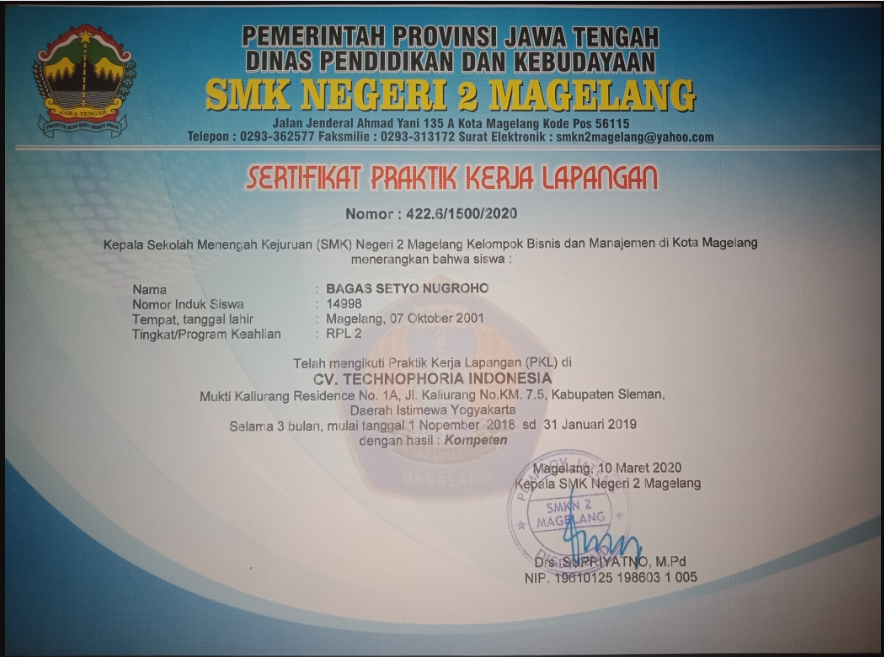 PEMERINTAH PROVINSI JAWA TENGAH
DINAS PENDIDIKAN DAN KEBUDAYAAN
SMK NEGERI 2 MAGELANG
Jalan Jenderal Ahmad Yani 135 A Kota Magelang Kode Pos 56115
Telepon : 0293-362577 Faksmilie : 0293-313172 Surat Elektronik : smkn2magelang@yahoo.com
JAWA TENGAH
SERTIFIKAT PRAKTIK KERJA LAPANGAN
Nomor : 422.6/1500/2020
Kepala Sekolah Menengah Kejuruan (SMK) Negeri 2 Magelang Kelompok Bisnis dan Manajemen di Kota Magelang
menerangkan bahwa siswa :
Nama : BAGAS SETYO NUGROHO
Nomor Induk Siswa : 14998
Tempat, tanggal lahir : Magelang, 07 Oktober 2001
Tingkat/Program Keahlian : RPL 2
Telah mengikuti Praktik Kerja Lapangan (PKL) di
CV. TECHNOPHORIA INDONESIA
Mukti Kaliurang Residence No. 1A, Jl. Kaliurang No.KM. 7.5, Kabupaten Sleman,
Daerah Istimewa Yogyakarta
Selama 3 bulan, mulai tanggal 1 Nopember 2018 sd 31 Januari 2019
dengan hasil : Kompeten
MAGELANG
Magelang, 10 Maret 2020
Kepala SMK Negeri 2 Magelang
SMKN 2
MAGELANG
Drs. SUPRIYATNO, M.Pd
NIP. 19610125 198603 1 005